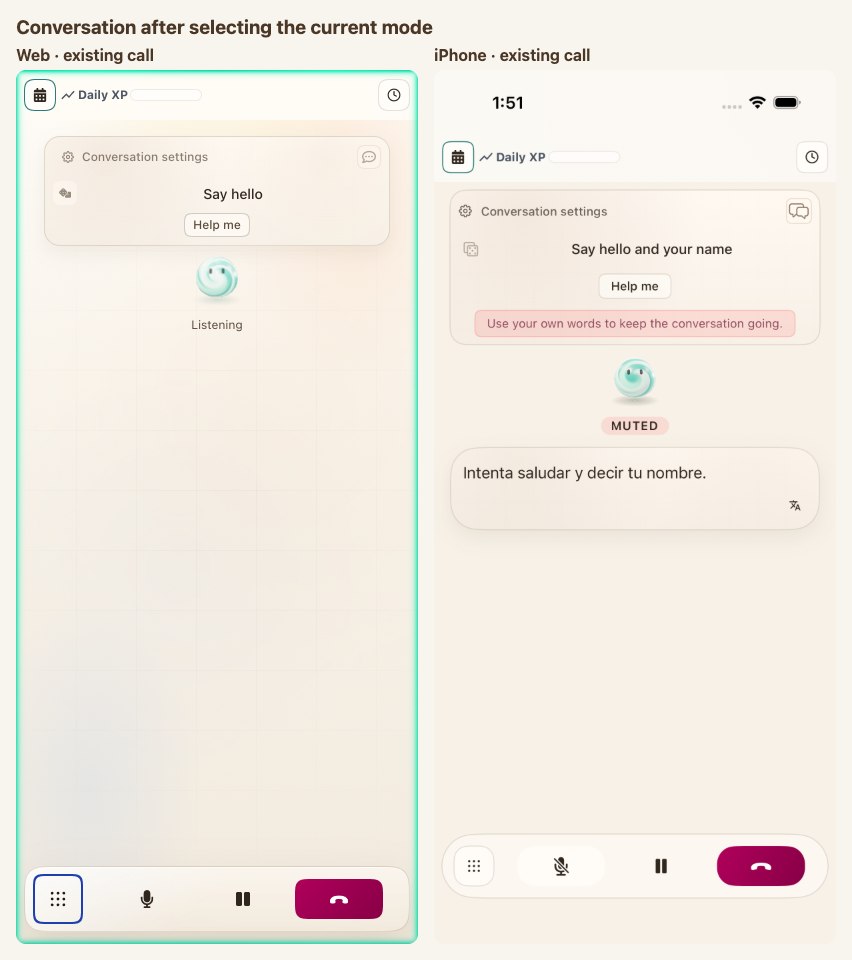 Conversation after selecting the current mode
Web · existing call
Daily XP
Conversation settings
Say hello
Help me
Listening
iPhone · existing call
1:51
Daily XP
Conversation settings
Say hello and your name
Help me
Use your own words to keep the conversation going.
MUTED
Intenta saludar y decir tu nombre.